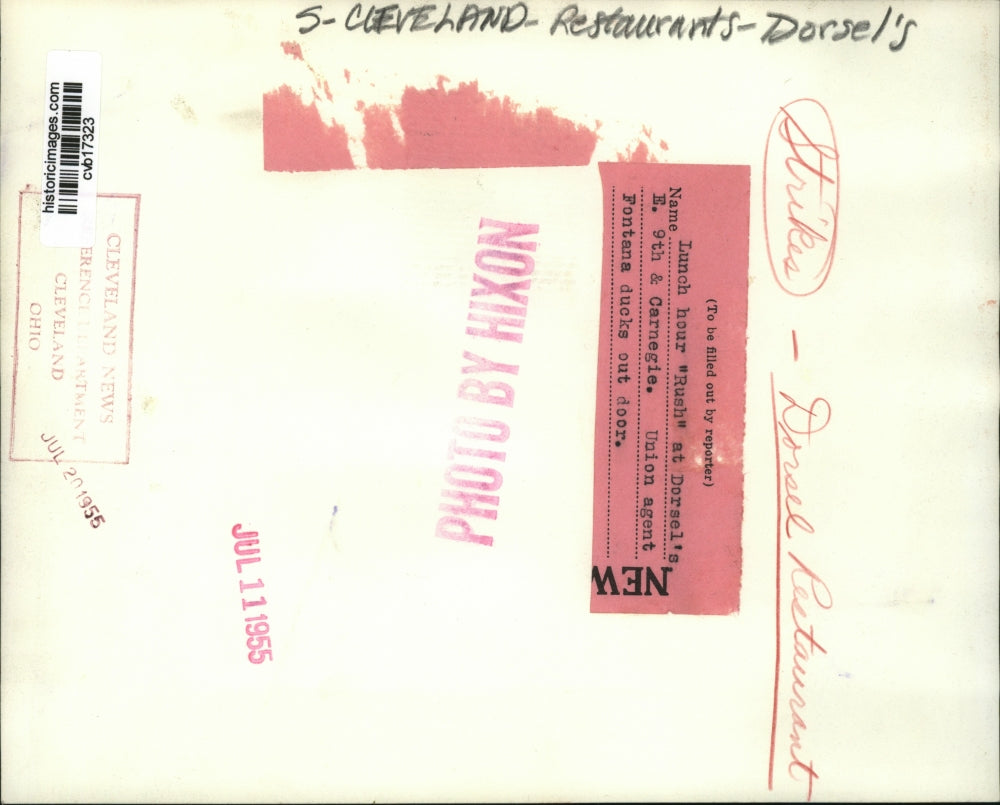 S-CLEVELAND-Restaurants-Dorsel's
Strikes - Dorsel Restaurant
(To be filled out by reporter)
Name Lunch hour "Rush" at Dorsel's,
E. 9th & Carnegie. Union agent
Fontana ducks out door.
NEW
PHOTO BY HIXON
JUL 11 1955
historicimages.com
cvb17323
CLEVELAND NEWS
ERENCE DEPARTMENT
CLEVELAND
OHIO
JUL 20 1955